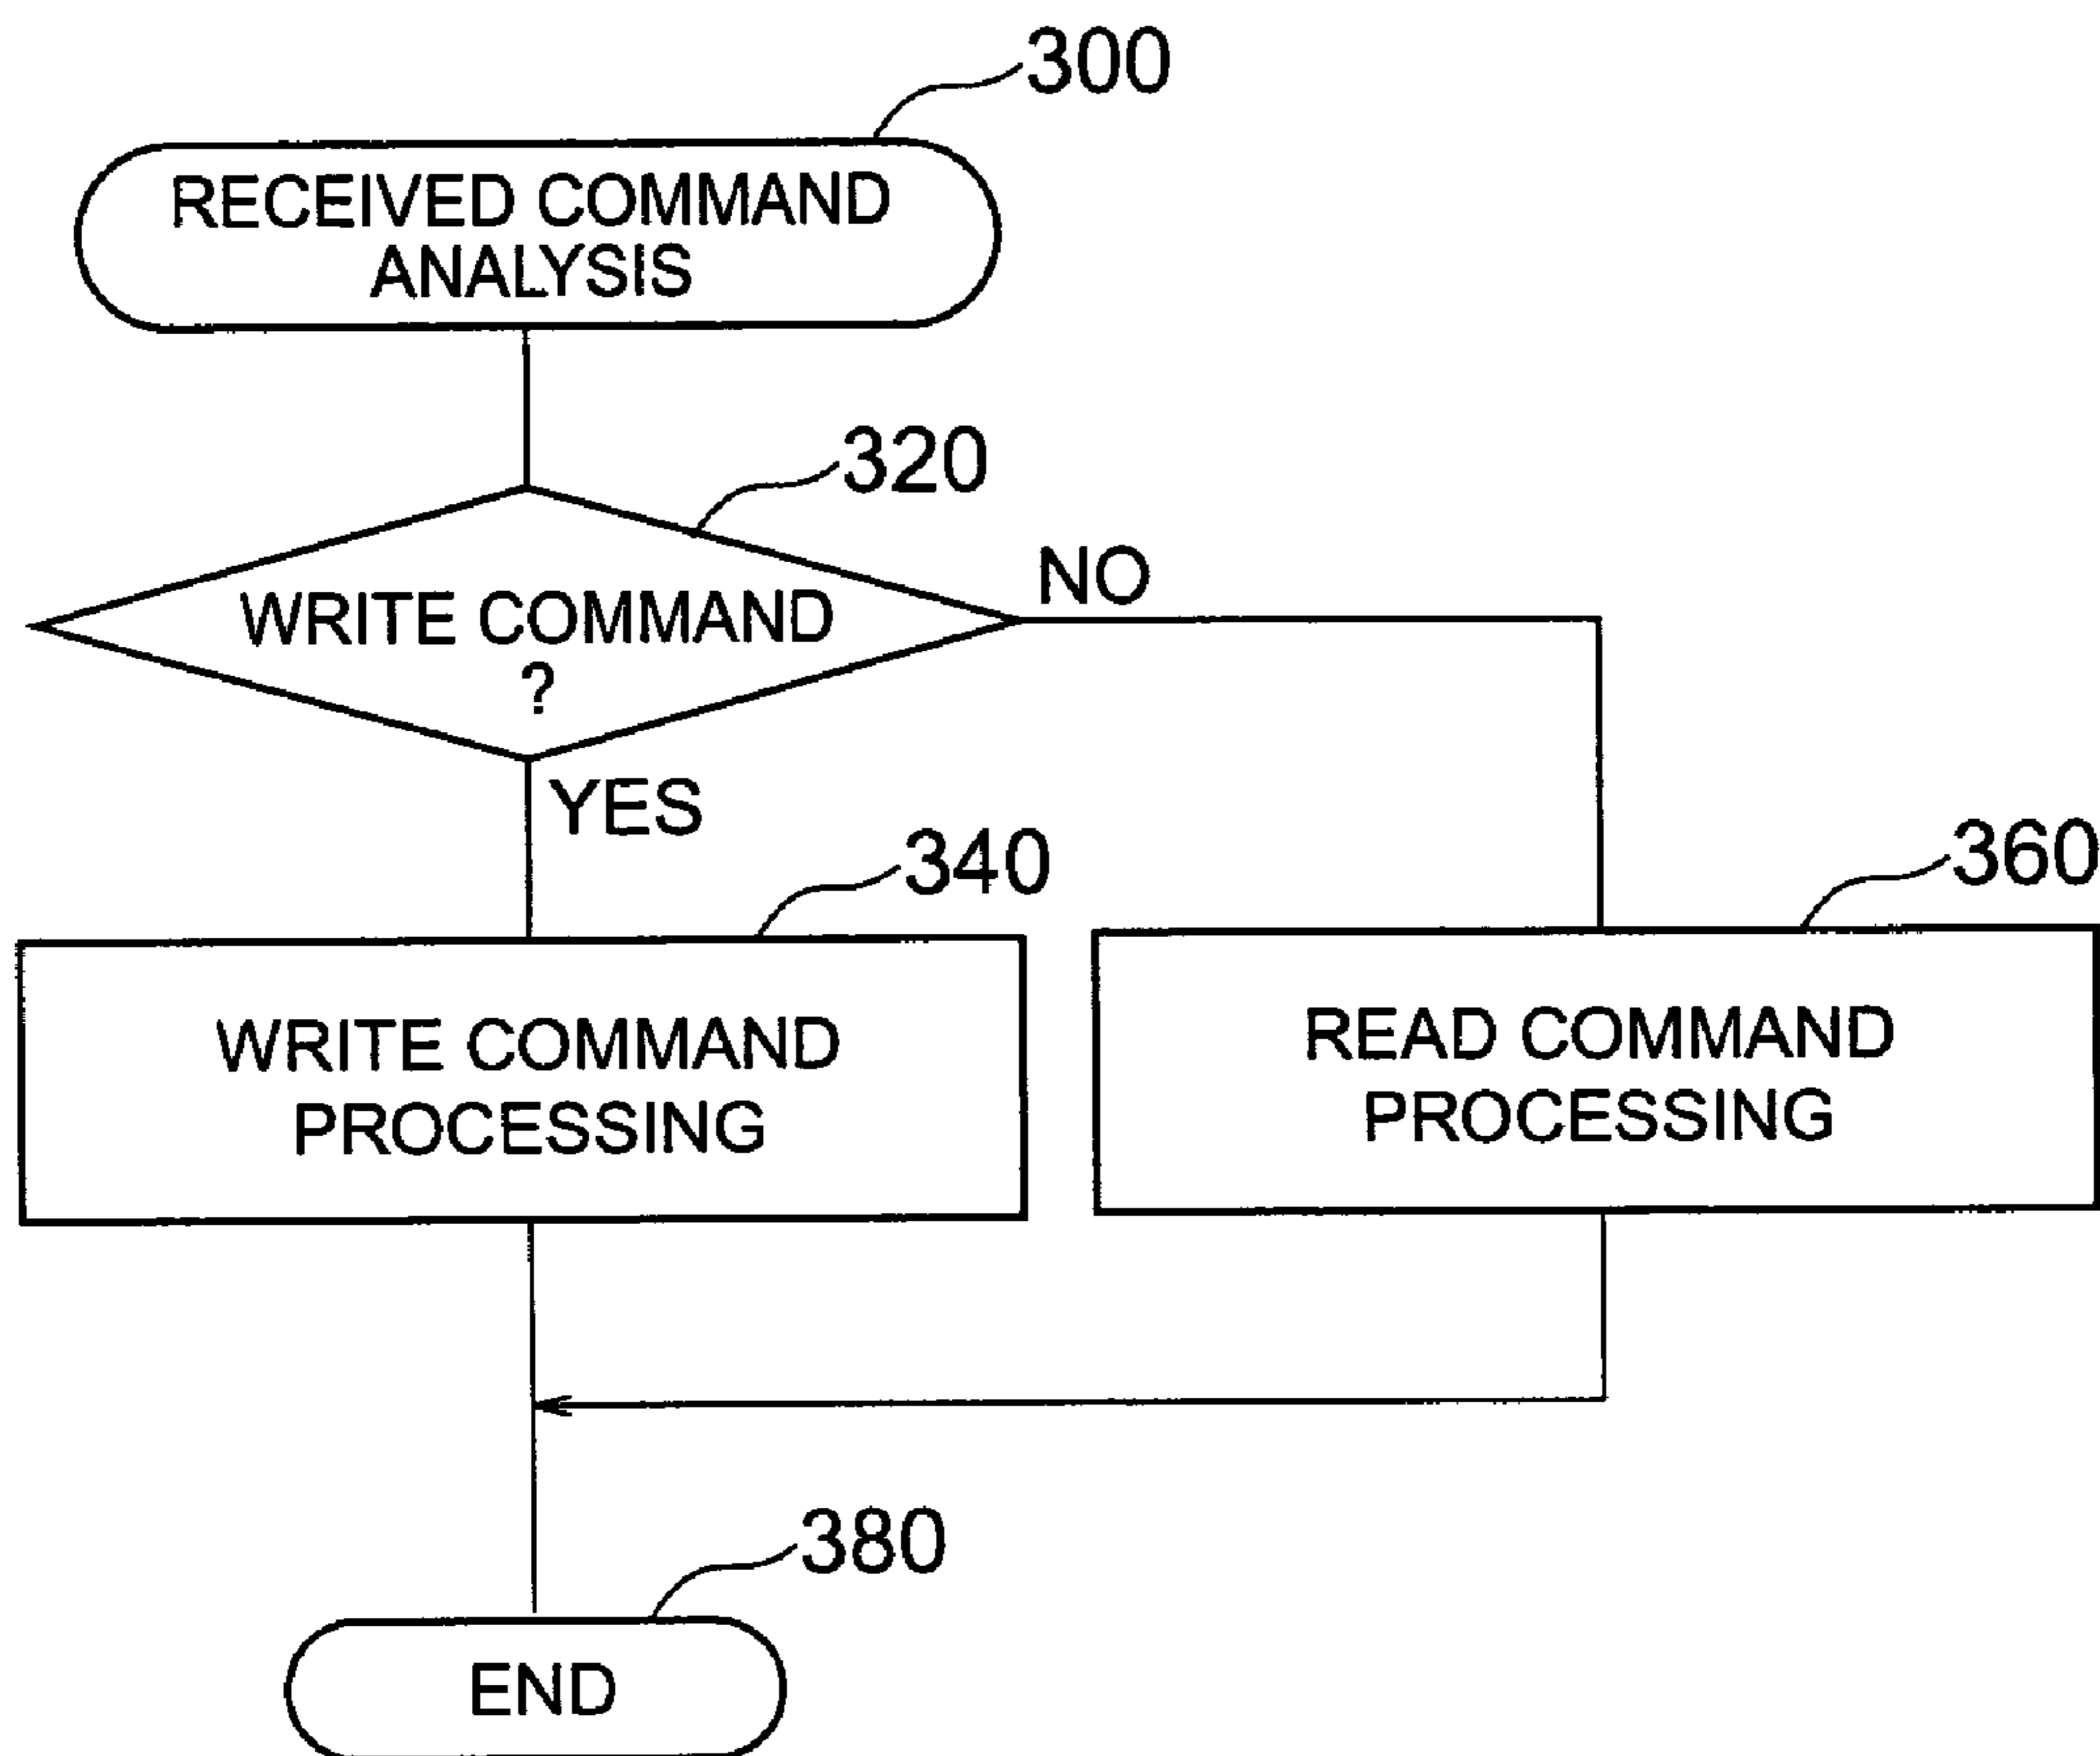 300
RECEIVED COMMAND
ANALYSIS
320
WRITE COMMAND
?
NO
YES
340
WRITE COMMAND
PROCESSING
360
READ COMMAND
PROCESSING
380
END